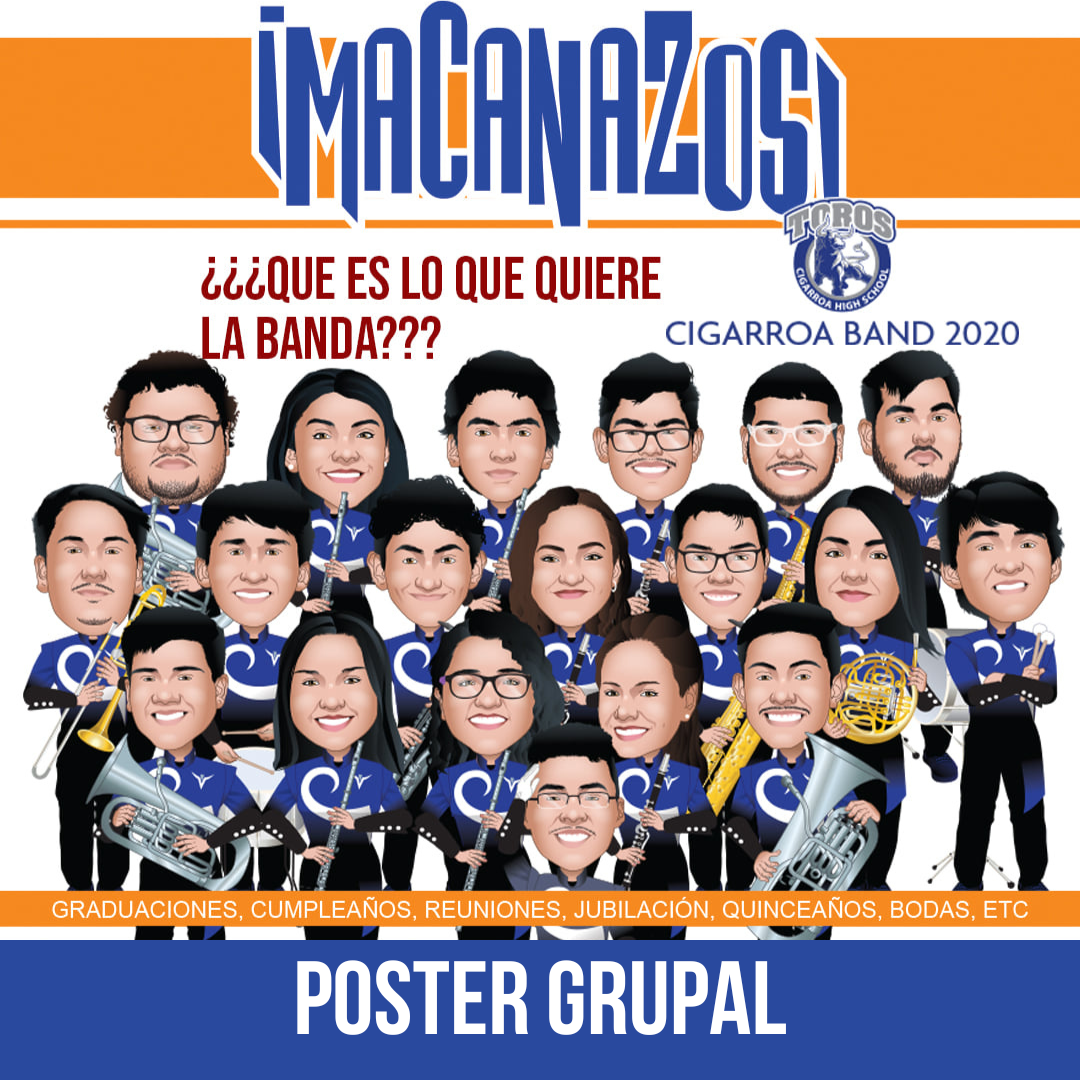 ¡MACANAZOS!
TOROS
CIGARROA HIGH SCHOOL
¿¿¿QUE ES LO QUE QUIERE
LA BANDA???
CIGARROA BAND 2020
GRADUACIONES, CUMPLEAÑOS, REUNIONES, JUBILACIÓN, QUINCEAÑOS, BODAS, ETC
POSTER GRUPAL